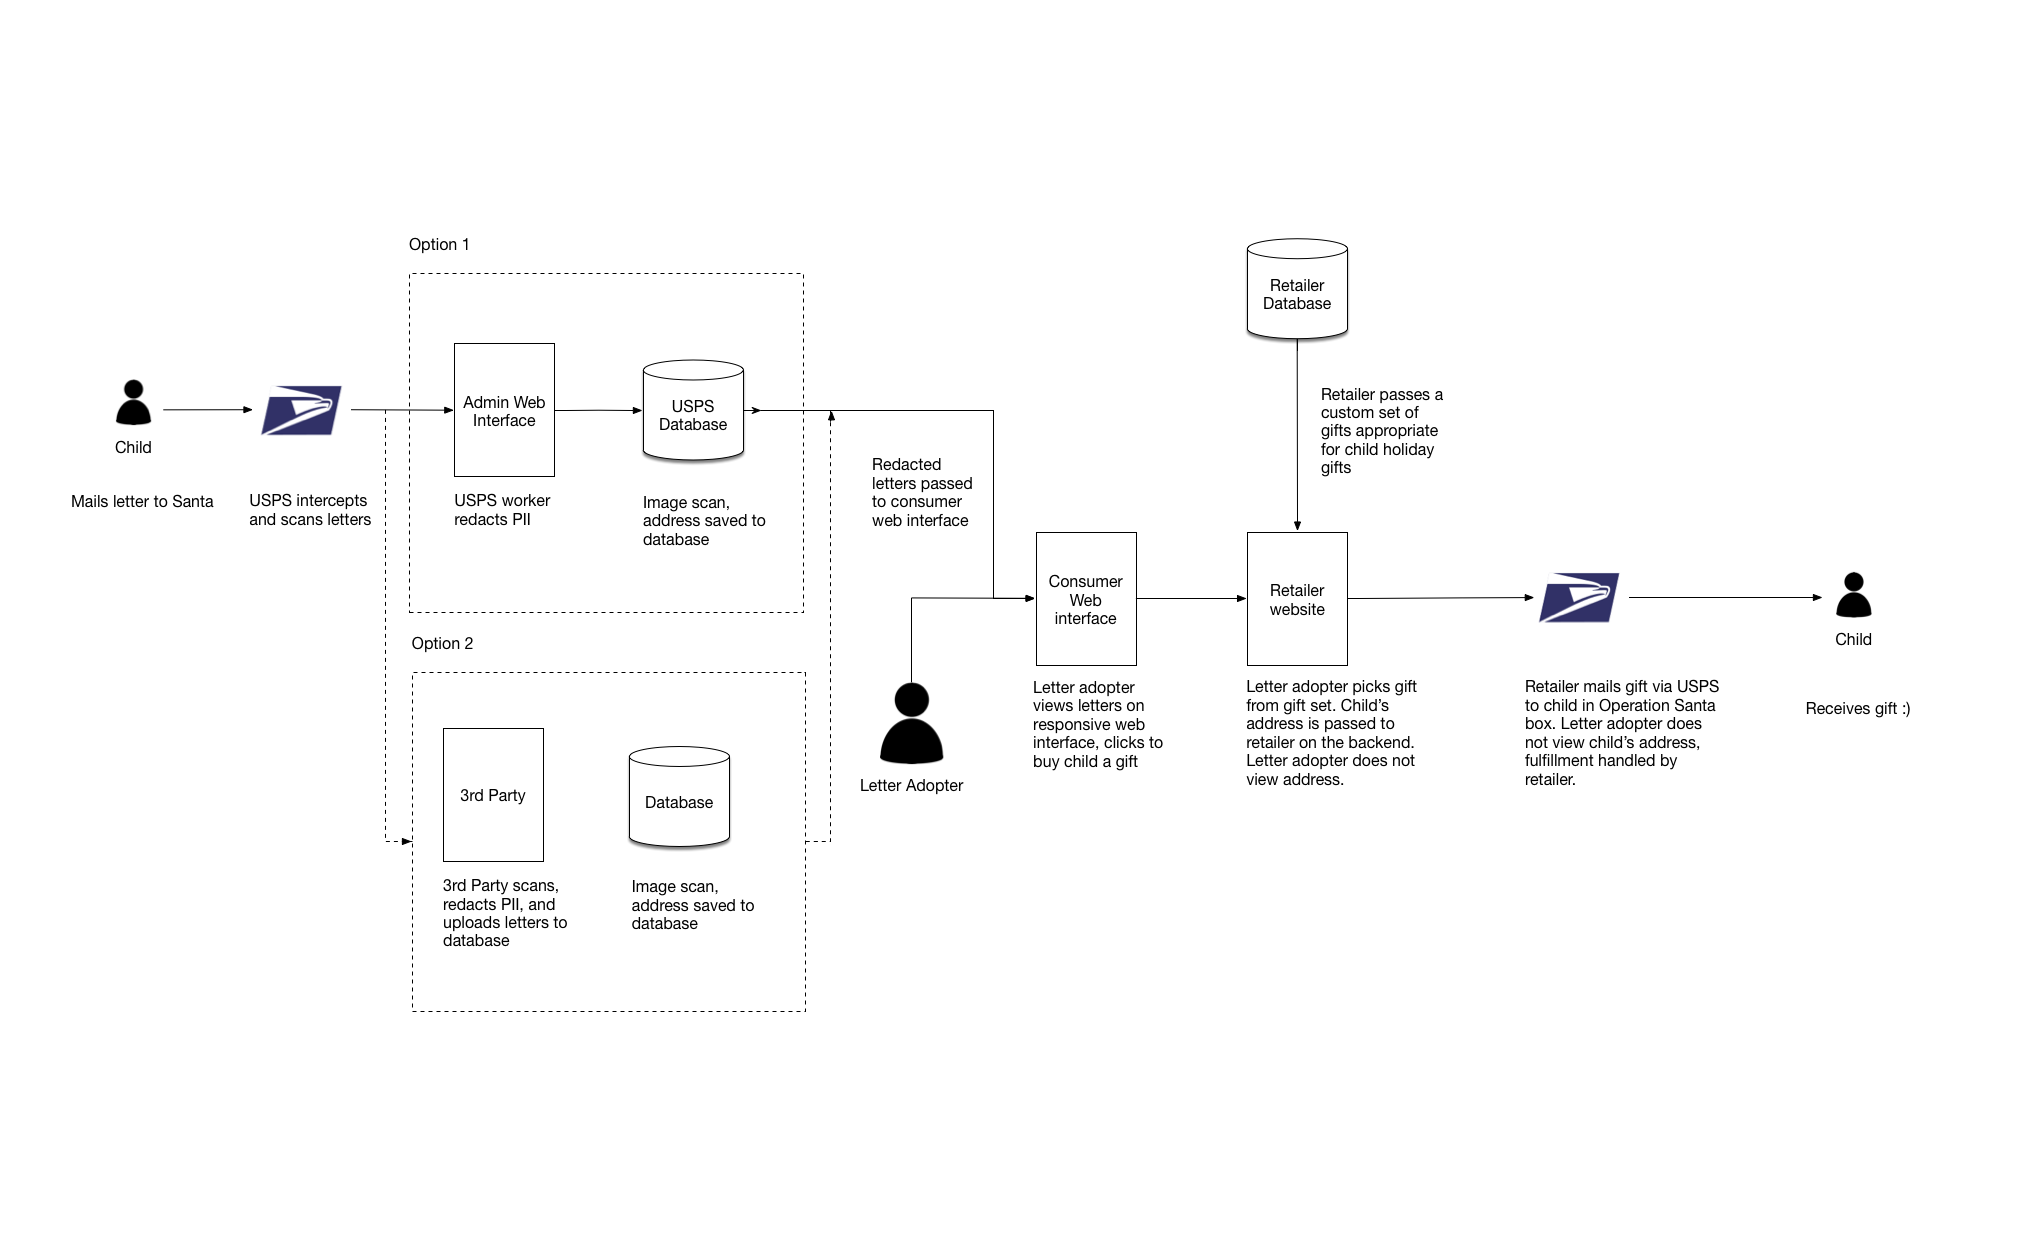 Option 1
Child
Mails letter to Santa
USPS intercepts
and scans letters
Admin Web
Interface
USPS worker
redacts PII
USPS
Database
Image scan,
address saved to
database
Option 2
3rd Party
3rd Party scans,
redacts PII, and
uploads letters to
database
Database
Image scan,
address saved to
database
Redacted
letters passed
to consumer
web interface
Letter Adopter
Consumer
Web
interface
Letter adopter
views letters on
responsive web
interface, clicks to
buy child a gift
Retailer
Database
Retailer passes a
custom set of
gifts appropriate
for child holiday
gifts
Retailer
website
Letter adopter picks gift
from gift set. Child’s
address is passed to
retailer on the backend.
Letter adopter does not
view address.
Retailer mails gift via USPS
to child in Operation Santa
box. Letter adopter does
not view child’s address,
fulfillment handled by
retailer.
Child
Receives gift :)